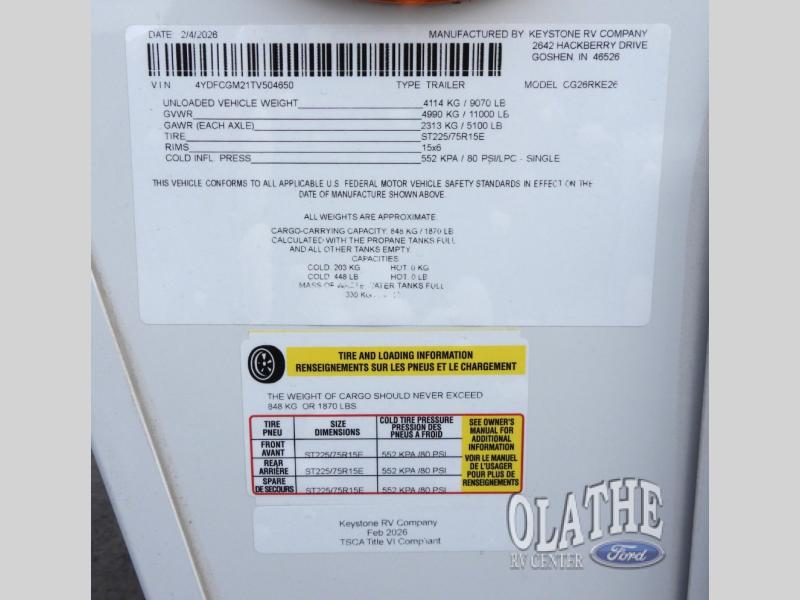 DATE 2/4/2026 MANUFACTURED BY KEYSTONE RV COMPANY
2642 HACKBERRY DRIVE
GOSHEN, IN 46526
VIN 4YDFCGM21TV504650 TYPE TRAILER MODEL CG26RKE26
UNLOADED VEHICLE WEIGHT 4114 KG / 9070 LB
GVWR 4990 KG / 11000 LB
GAWR (EACH AXLE) 2313 KG / 5100 LB
TIRE ST225/75R15E
RIMS 15x6
COLD INFL. PRESS 552 KPA / 80 PSI/LPC - SINGLE
THIS VEHICLE CONFORMS TO ALL APPLICABLE U.S. FEDERAL MOTOR VEHICLE SAFETY STANDARDS IN EFFECT ON THE
DATE OF MANUFACTURE SHOWN ABOVE.
ALL WEIGHTS ARE APPROXIMATE.
CARGO-CARRYING CAPACITY: 848 KG / 1870 LB
CALCULATED WITH THE PROPANE TANKS FULL
AND ALL OTHER TANKS EMPTY.
CAPACITIES
COLD: 203 KG HOT: 0 KG
COLD: 448 LB HOT: 0 LB
MASS OF WASTE WATER TANKS FULL
330 KG
TIRE AND LOADING INFORMATION
RENSEIGNEMENTS SUR LES PNEUS ET LE CHARGEMENT
THE WEIGHT OF CARGO SHOULD NEVER EXCEED
848 KG OR 1870 LBS
TIRE PNEU SIZE DIMENSIONS COLD TIRE PRESSURE PRESSION DES PNEUS A FROID
FRONT AVANT ST225/75R15E 552 KPA /80 PSI
REAR ARRIÈRE ST225/75R15E 552 KPA /80 PSI
SPARE DE SECOURS ST225/75R15E 552 KPA /80 PSI
SEE OWNER'S
MANUAL FOR
ADDITIONAL
INFORMATION
VOIR LE MANUEL
DE L'USAGER
POUR PLUS DE
RENSEIGNEMENTS
Keystone RV Company
Feb 2026
TSCA Title VI Compliant
OLATHE
RV CENTER
Ford